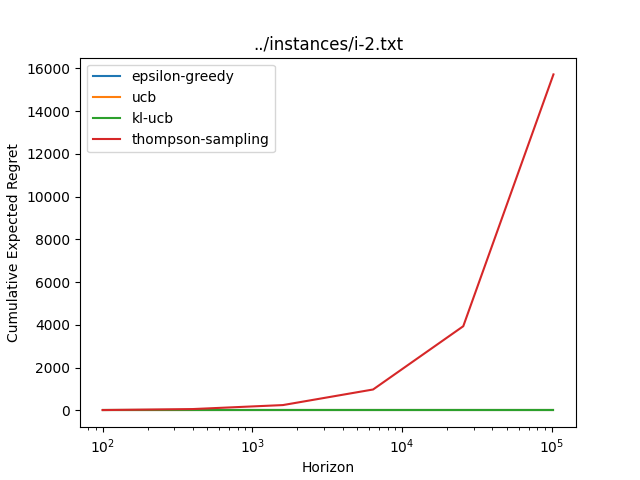 ../instances/i-2.txt
epsilon-greedy
ucb
kl-ucb
thompson-sampling
Cumulative Expected Regret
16000
14000
12000
10000
8000
6000
4000
2000
0
10² 10³ 10⁴ 10⁵
Horizon